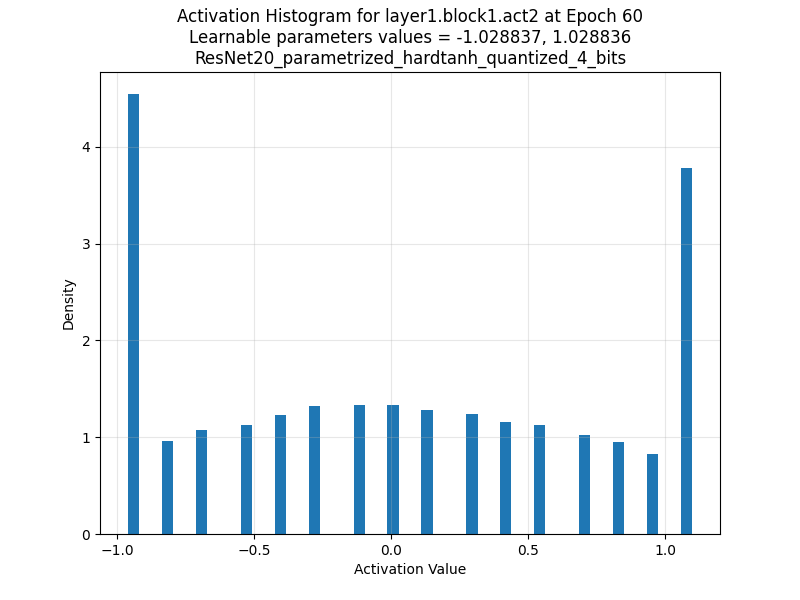 Activation Histogram for layer1.block1.act2 at Epoch 60
Learnable parameters values = -1.028837, 1.028836
ResNet20_parametrized_hardtanh_quantized_4_bits
Density
4
3
2
1
0
−1.0 −0.5 0.0 0.5 1.0
Activation Value